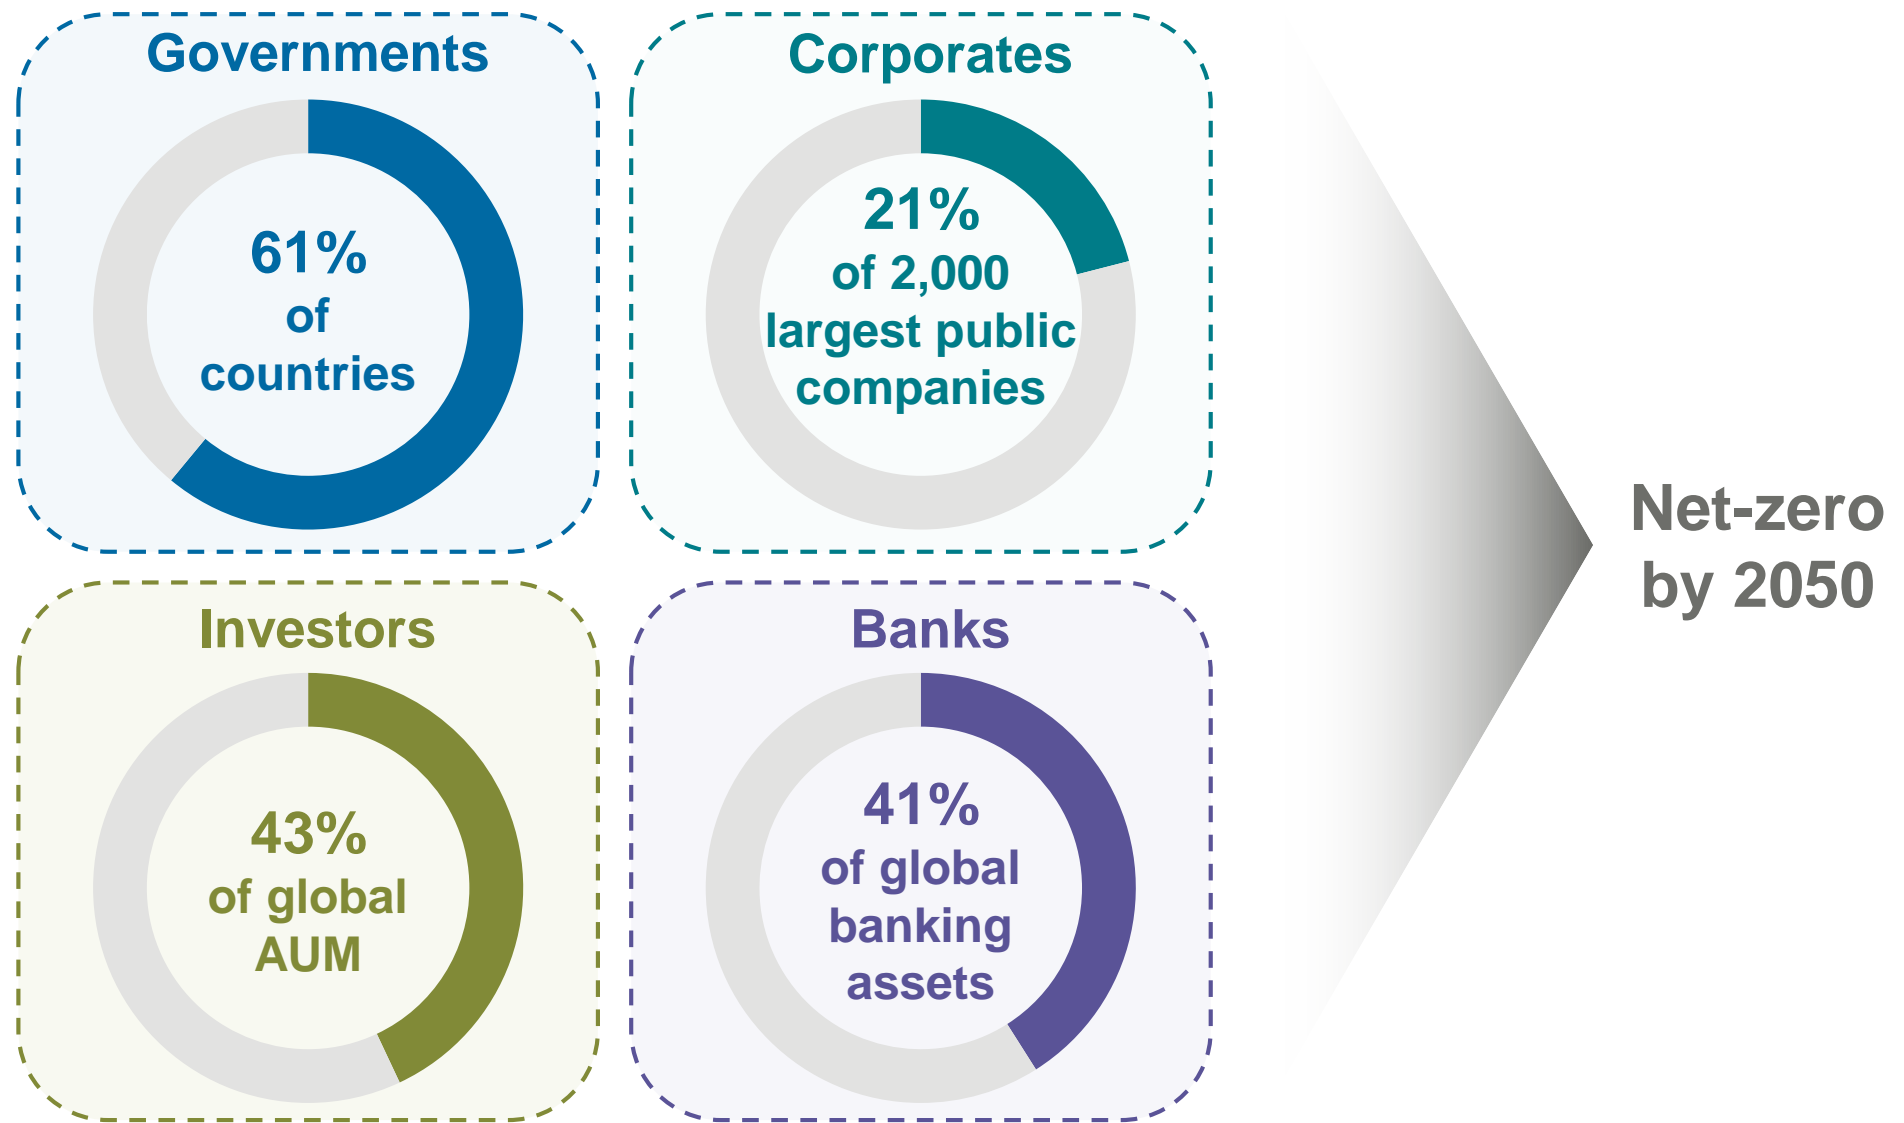 Governments
61%
of
countries
Corporates
21%
of 2,000
largest public
companies
Investors
43%
of global
AUM
Banks
41%
of global
banking
assets
Net-zero
by 2050